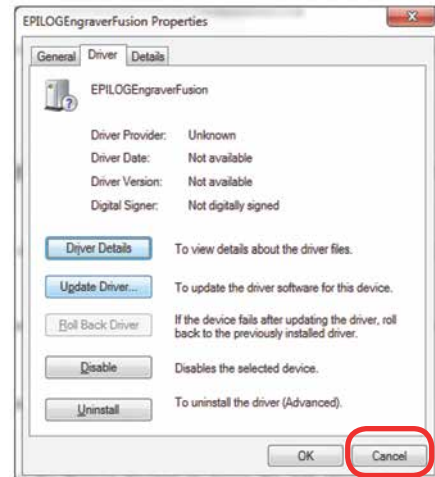 EPILOGEngraverFusion Properties
General Driver Details
EPILOGEngraverFusion
Driver Provider: Unknown
Driver Date: Not available
Driver Version: Not available
Digital Signer: Not digitally signed
Driver Details To view details about the driver files.
Update Driver... To update the driver software for this device.
Roll Back Driver If the device fails after updating the driver, roll
back to the previously installed driver.
Disable Disables the selected device.
Uninstall To uninstall the driver (Advanced).
OK Cancel